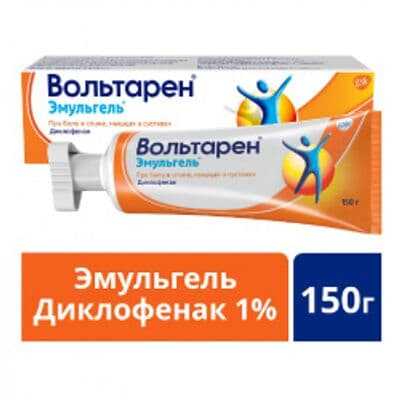 Вольтарен®
Эмульгель®
При боли в спине, мышцах и суставах
Диклофенак
gsk
Вольтарен®
Эмульгель®
При боли в спине, мышцах и суставах
Диклофенак
gsk
150 г
Эмульгель
Диклофенак 1%
150г